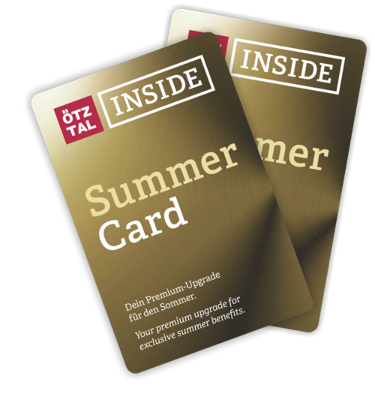 ÖTZ
TAL
INSIDE
Summer
Card
Dein Premium-Upgrade
für den Sommer.
Your premium upgrade for
exclusive summer benefits.
INSIDE
mer